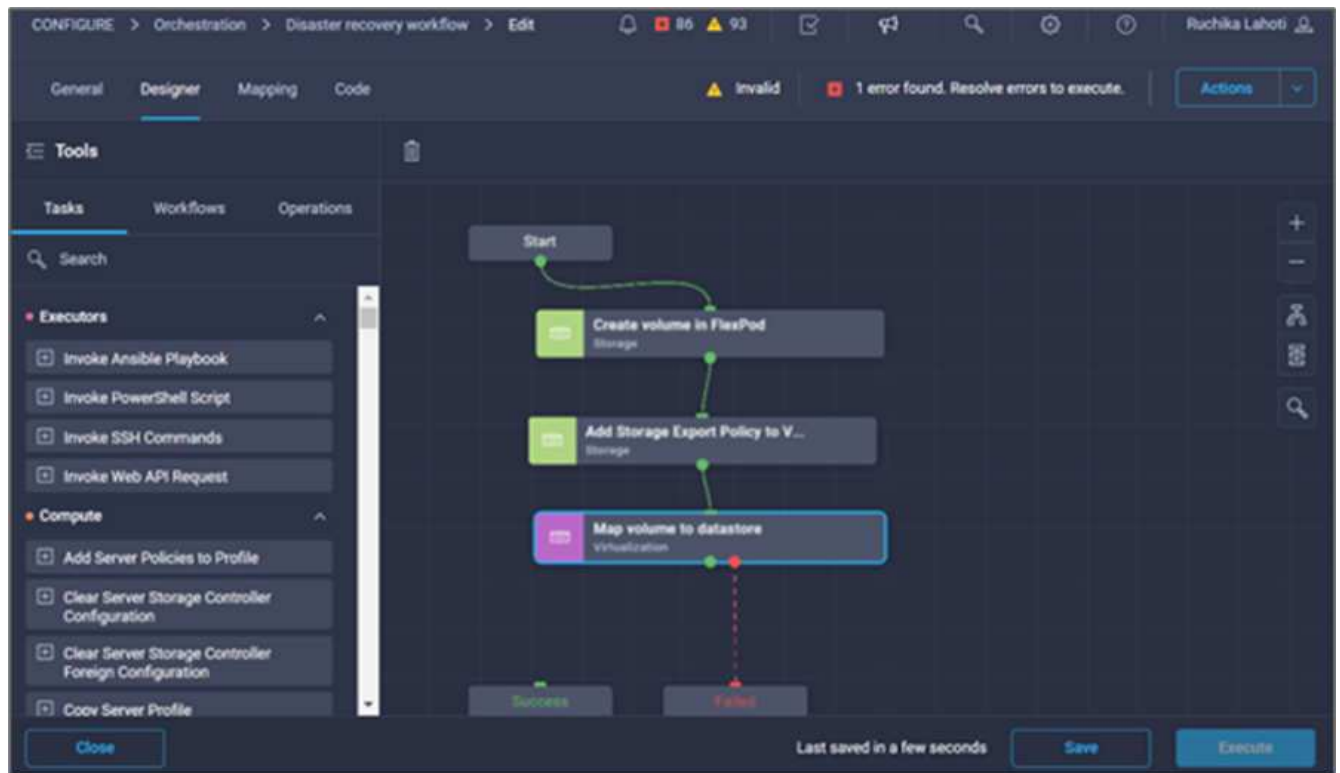 CONFIGURE > Orchestration > Disaster recovery workflow > Edit
86
93
Ruchika Lahoti
General
Designer
Mapping
Code
Invalid
1 error found. Resolve errors to execute.
Actions
Tools
Tasks
Workflows
Operations
Search
Executors
Invoke Ansible Playbook
Invoke PowerShell Script
Invoke SSH Commands
Invoke Web API Request
Compute
Add Server Policies to Profile
Clear Server Storage Controller
Configuration
Clear Server Storage Controller
Foreign Configuration
Copy Server Profile
Start
Create volume in FlexPod
Storage
Add Storage Export Policy to V...
Storage
Map volume to datastore
Virtualization
Success
Failed
Close
Last saved in a few seconds
Save
Execute